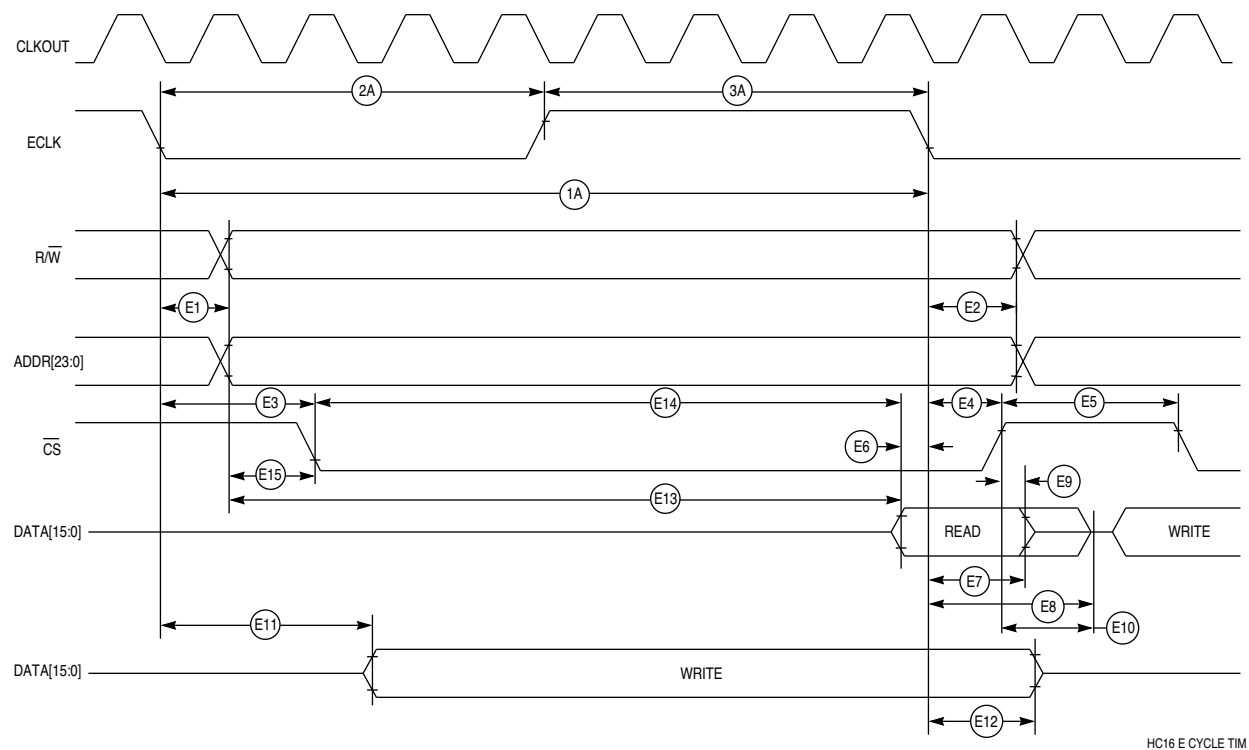 CLKOUT
2A
3A
ECLK
1A
R/W̅
E1
E2
ADDR[23:0]
E3
E14
E4
E5
C̅S̅
E6
E15
E9
E13
DATA[15:0]
READ
WRITE
E7
E8
E11
E10
DATA[15:0]
WRITE
E12
HC16 E CYCLE TIM